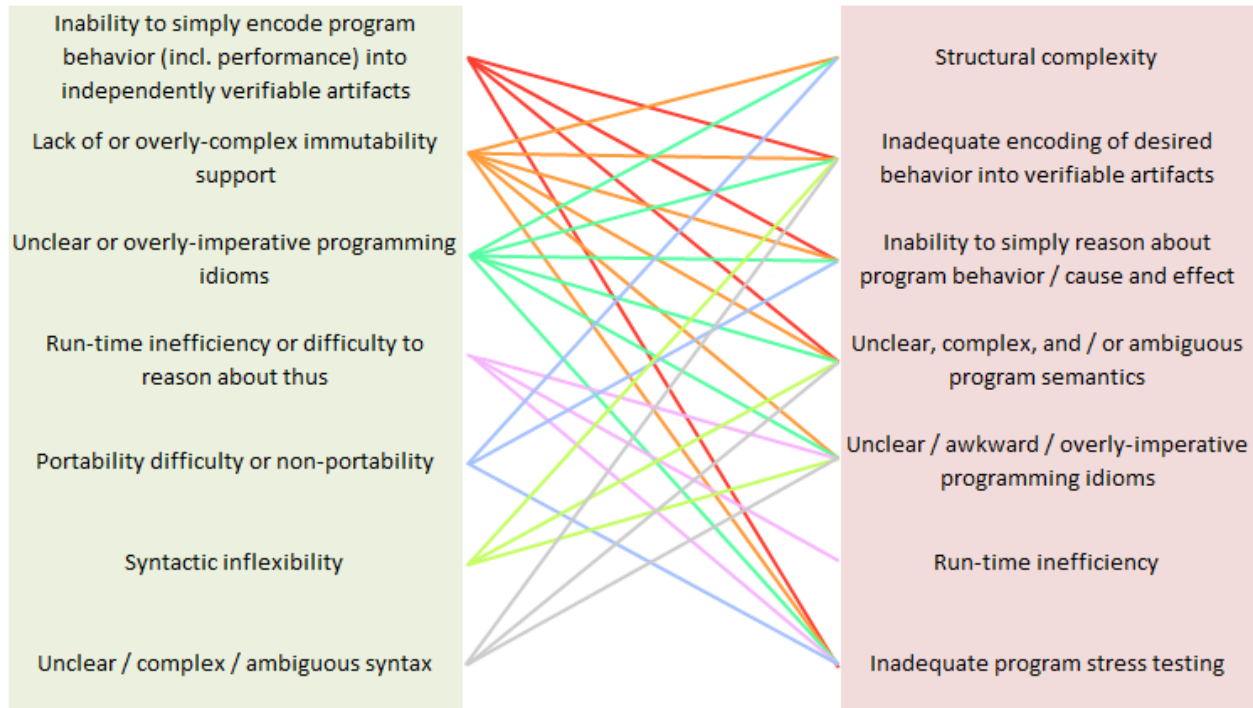 Inability to simply encode program
behavior (incl. performance) into
independently verifiable artifacts
Lack of or overly-complex immutability
support
Unclear or overly-imperative programming
idioms
Run-time inefficiency or difficulty to
reason about thus
Portability difficulty or non-portability
Syntactic inflexibility
Unclear / complex / ambiguous syntax
Structural complexity
Inadequate encoding of desired
behavior into verifiable artifacts
Inability to simply reason about
program behavior / cause and effect
Unclear, complex, and / or ambiguous
program semantics
Unclear / awkward / overly-imperative
programming idioms
Run-time inefficiency
Inadequate program stress testing